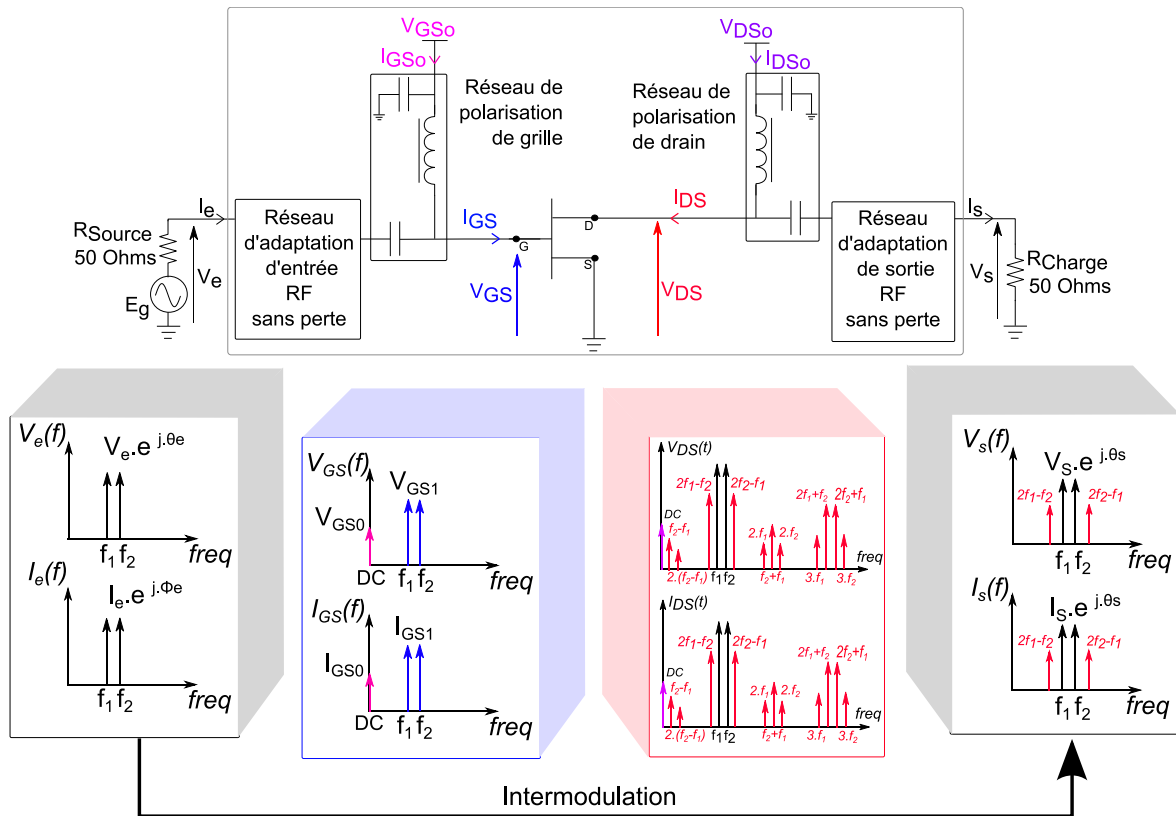 VGSo
IGSo
Réseau de
polarisation
de grille
VDSo
IDSo
Réseau de
polarisation
de drain
Ie
RSource
50 Ohms
Ve
Eg
Réseau
d'adaptation
d'entrée
RF
sans perte
IGS
G
VGS
D
S
IDS
VDS
Réseau
d'adaptation
de sortie
RF
sans perte
Is
Vs
RCharge
50 Ohms
Ve(f)
Ve.e j.θe
f1 f2
freq
Ie(f)
Ie.e j.Φe
f1 f2
freq
VGS(f)
VGS1
VGS0
DC
f1 f2
freq
IGS(f)
IGS1
IGS0
DC
f1 f2
freq
VDS(t)
2f1-f2
2f2-f1
2f1+f2
2f2+f1
DC
f2-f1
2.f1
2.f2
freq
2.(f2-f1)
f1 f2
f2+f1
3.f1
3.f2
IDS(t)
2f1-f2
2f2-f1
2f1+f2
2f2+f1
DC
f2-f1
2.f1
2.f2
freq
2.(f2-f1)
f1 f2
f2+f1
3.f1
3.f2
Vs(f)
VS.e j.θs
2f1-f2
2f2-f1
f1 f2
freq
Is(f)
IS.e j.θs
2f1-f2
2f2-f1
f1 f2
freq
Intermodulation